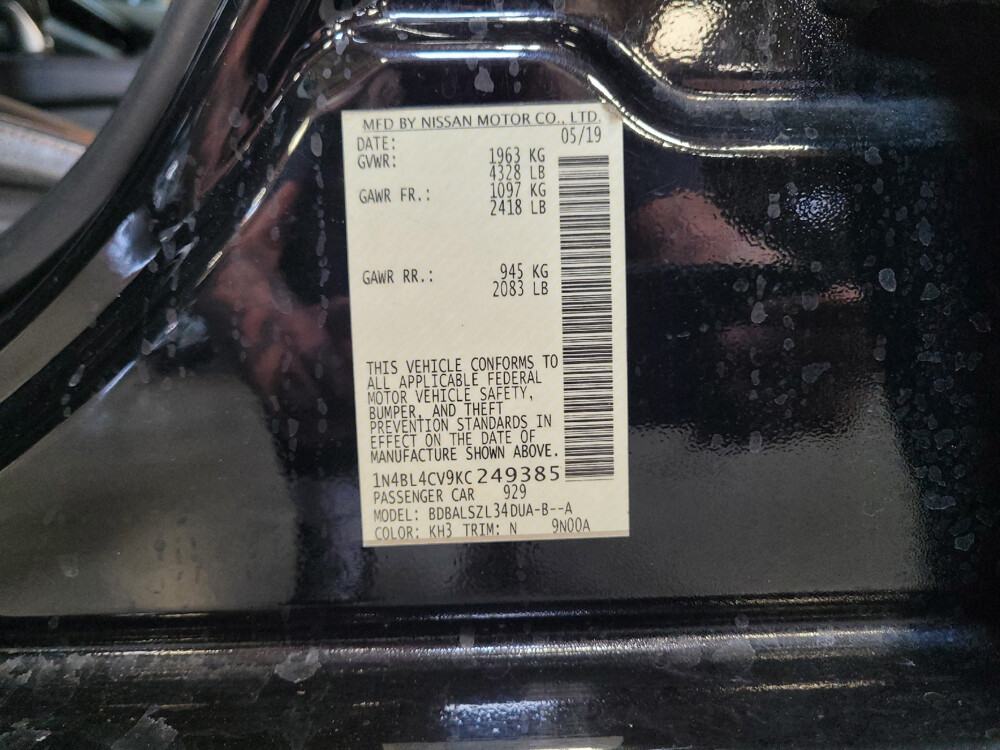 MFD BY NISSAN MOTOR CO., LTD.
DATE: 05/19
GVWR: 1963 KG
4328 LB
GAWR FR.: 1097 KG
2418 LB
GAWR RR.: 945 KG
2083 LB
THIS VEHICLE CONFORMS TO
ALL APPLICABLE FEDERAL
MOTOR VEHICLE SAFETY,
BUMPER, AND THEFT
PREVENTION STANDARDS IN
EFFECT ON THE DATE OF
MANUFACTURE SHOWN ABOVE.
1N4BL4CV9KC249385
PASSENGER CAR 929
MODEL: BDBALSZL34DUA-B--A
COLOR: KH3 TRIM: N 9N00A